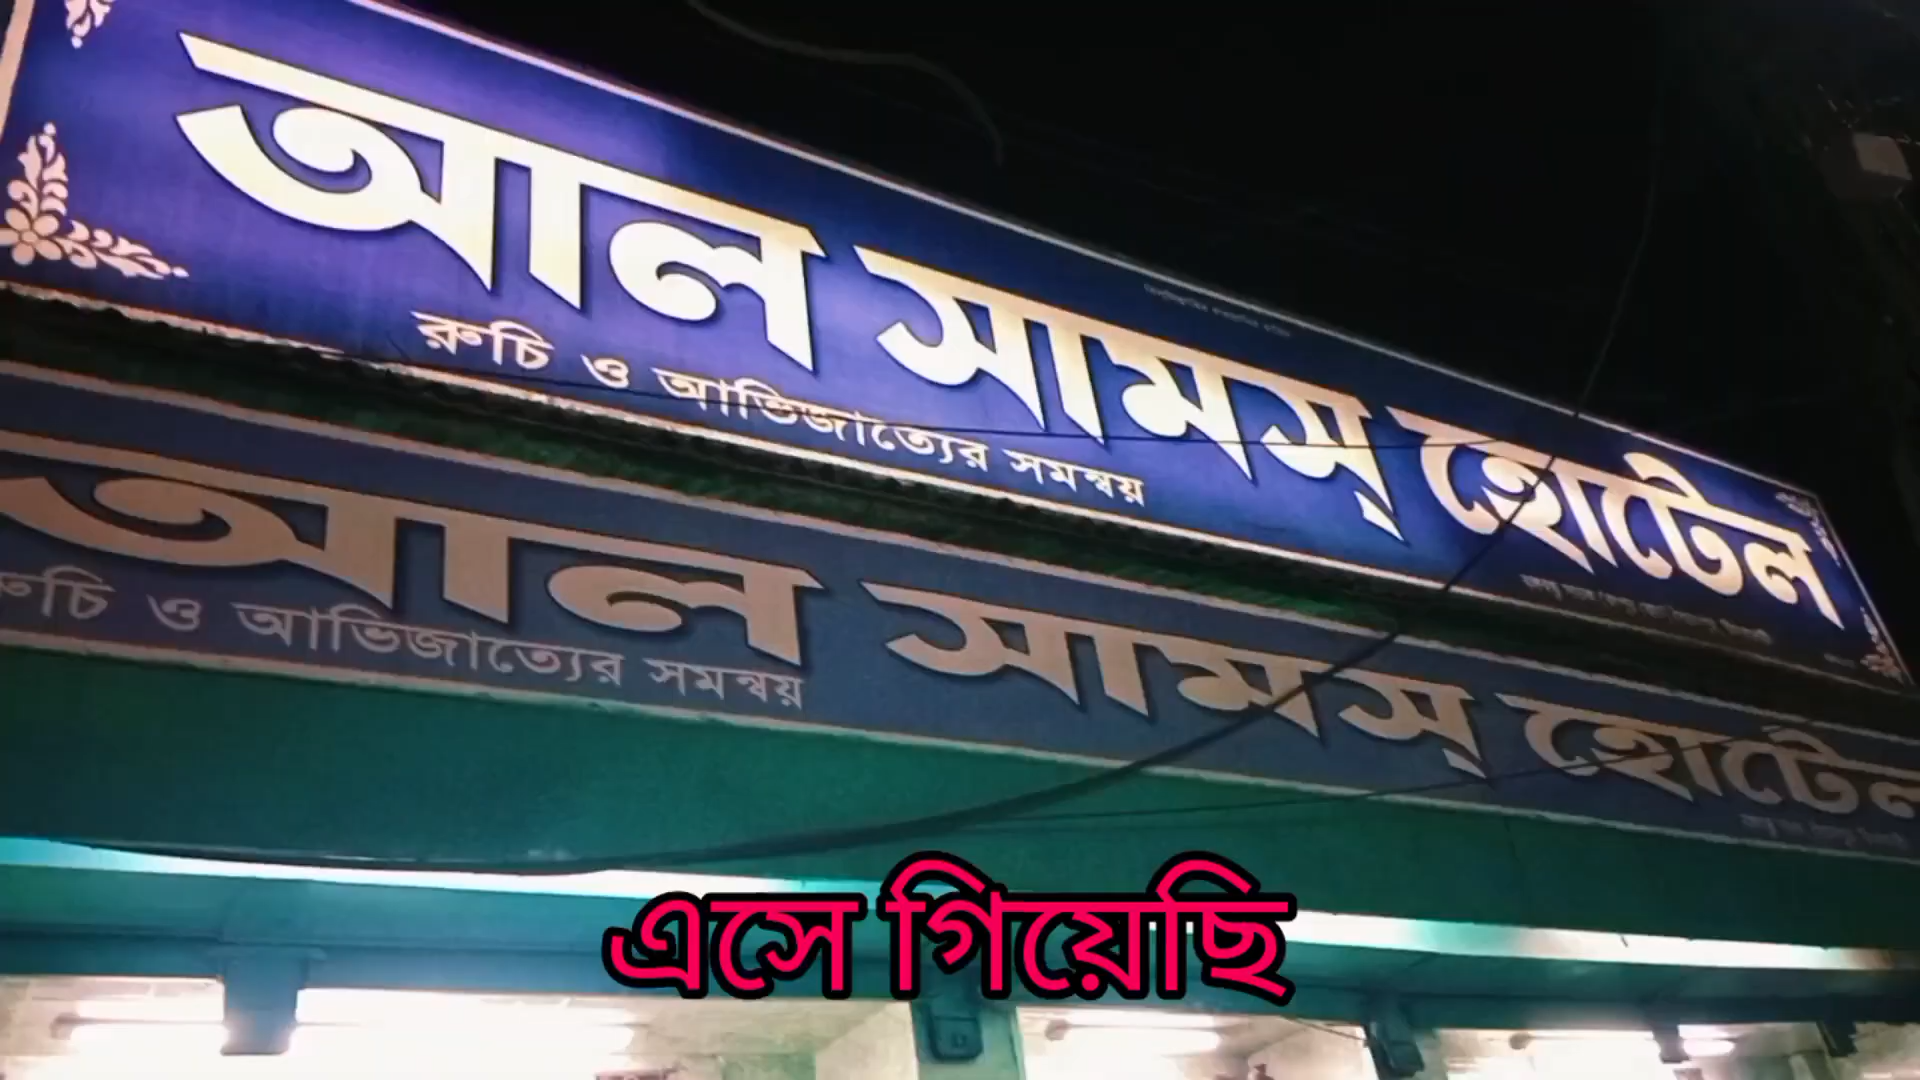 আল সামস্ হোটেল
রুচি ও আভিজাত্যের সমন্বয়
আল সামস্ হোটেল
রুচি ও আভিজাত্যের সমন্বয়
এসে গিয়েছি